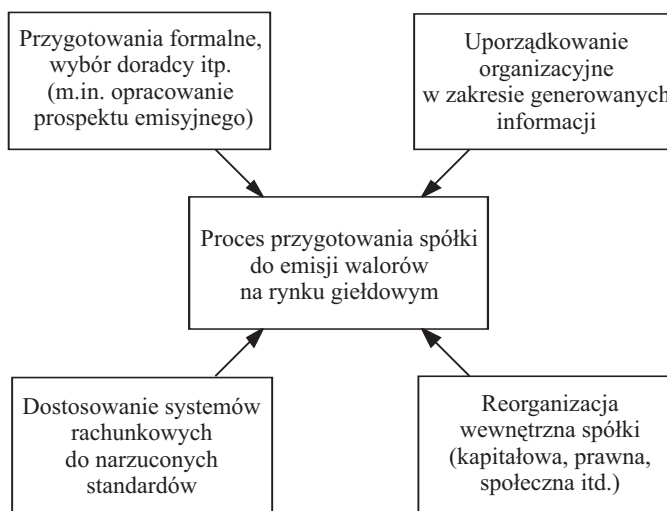 Przygotowania formalne,
wybór doradcy itp.
(m.in. opracowanie
prospektu emisyjnego)
Uporządkowanie
organizacyjne
w zakresie generowanych
informacji
Proces przygotowania spółki
do emisji walorów
na rynku giełdowym
Dostosowanie systemów
rachunkowych
do narzuconych
standardów
Reorganizacja
wewnętrzna spółki
(kapitałowa, prawna,
społeczna itd.)